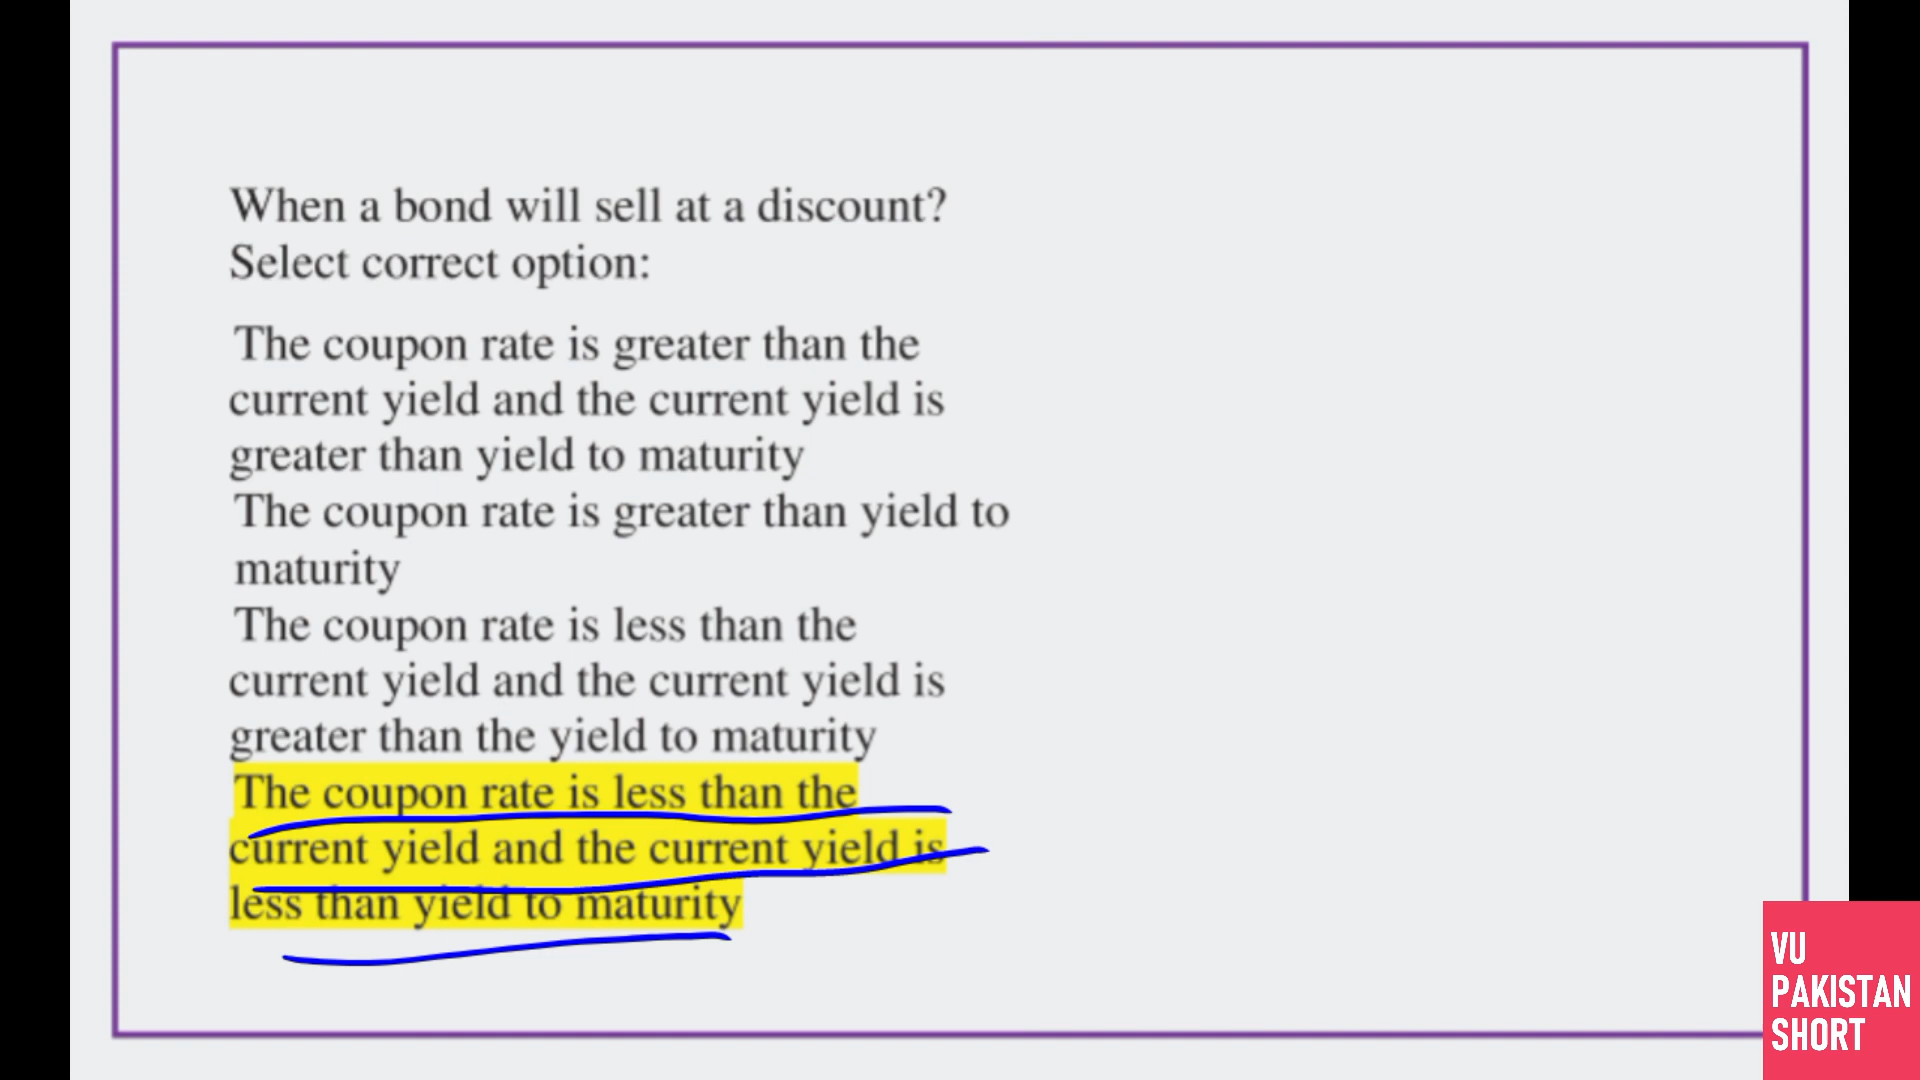 When a bond will sell at a discount?
Select correct option:
The coupon rate is greater than the
current yield and the current yield is
greater than yield to maturity
The coupon rate is greater than yield to
maturity
The coupon rate is less than the
current yield and the current yield is
greater than the yield to maturity
The coupon rate is less than the
current yield and the current yield is
less than yield to maturity
VU
PAKISTAN
SHORT